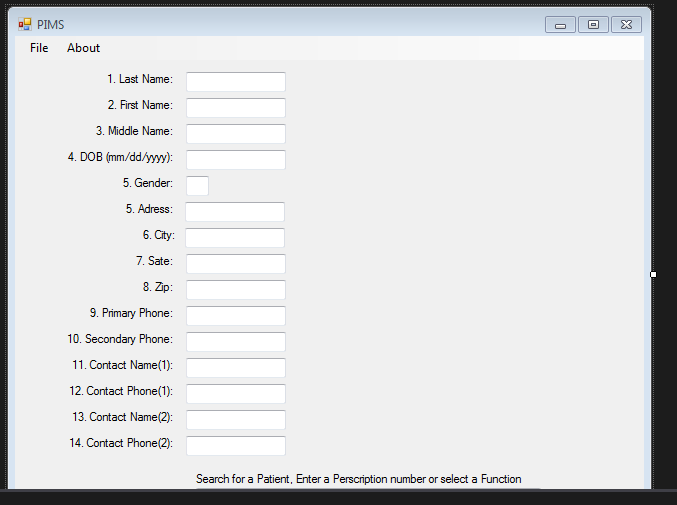 PIMS
File About
1. Last Name:
2. First Name:
3. Middle Name:
4. DOB (mm/dd/yyyy):
5. Gender:
5. Adress:
6. City:
7. Sate:
8. Zip:
9. Primary Phone:
10. Secondary Phone:
11. Contact Name(1):
12. Contact Phone(1):
13. Contact Name(2):
14. Contact Phone(2):
Search for a Patient, Enter a Perscription number or select a Function